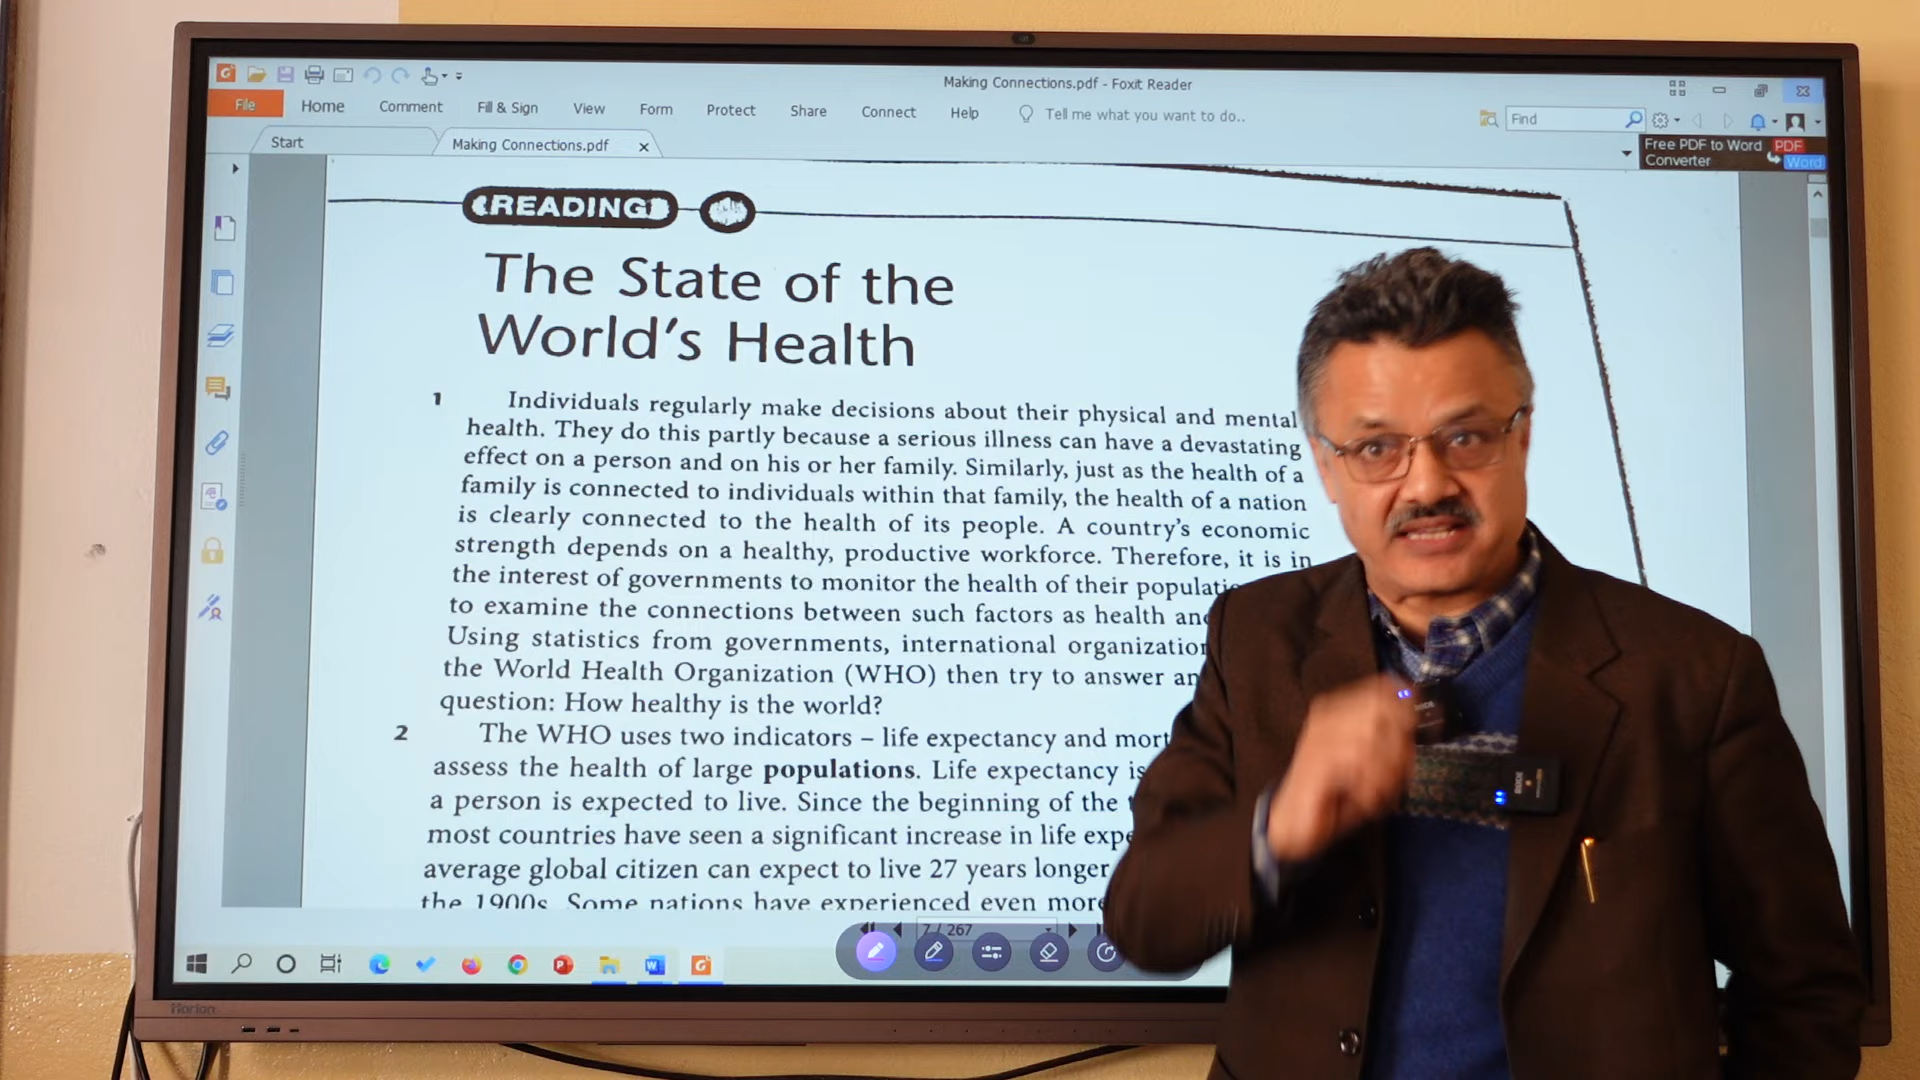 Making Connections.pdf - Foxit Reader
File Home Comment Fill & Sign View Form Protect Share Connect Help Tell me what you want to do.. Find
Start Making Connections.pdf
Free PDF to Word PDF
Converter Word
READING
The State of the
World's Health
1 Individuals regularly make decisions about their physical and mental
health. They do this partly because a serious illness can have a devastating
effect on a person and on his or her family. Similarly, just as the health of a
family is connected to individuals within that family, the health of a nation
is clearly connected to the health of its people. A country's economic
strength depends on a healthy, productive workforce. Therefore, it is in
the interest of governments to monitor the health of their
to examine the connections between such factors as health
Using statistics from governments, international
the World Health Organization (WHO) then try to answer
question: How healthy is the world?
2 The WHO uses two indicators – life expectancy and
assess the health of large populations. Life expectancy is
a person is expected to live. Since the beginning of the
most countries have seen a significant increase in life
average global citizen can expect to live 27 years longer
the 1900s. Some nations have experienced even more
7 / 267
Horion